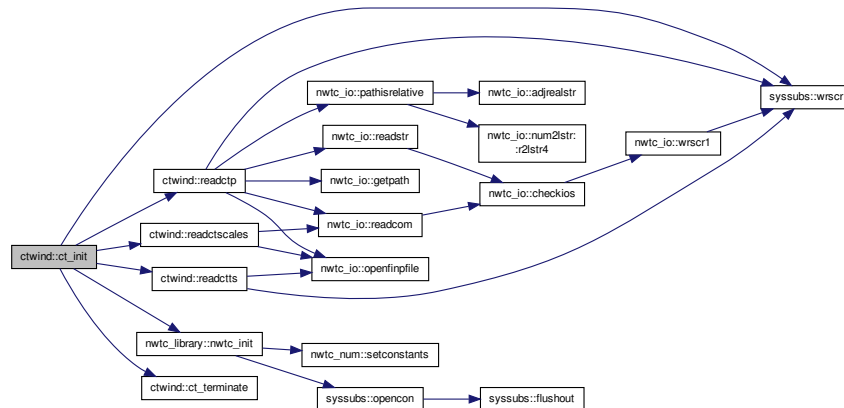 ctwind::ct_init
ctwind::readctp
ctwind::readctscales
ctwind::readctts
nwtc_library::nwtc_init
ctwind::ct_terminate
nwtc_io::pathisrelative
nwtc_io::readstr
nwtc_io::getpath
nwtc_io::readcom
nwtc_io::openfinpfile
nwtc_num::setconstants
syssubs::opencon
nwtc_io::adjrealstr
nwtc_io::num2lstr:
:r2lstr4
nwtc_io::checkios
syssubs::flushout
nwtc_io::wrscr1
syssubs::wrscr